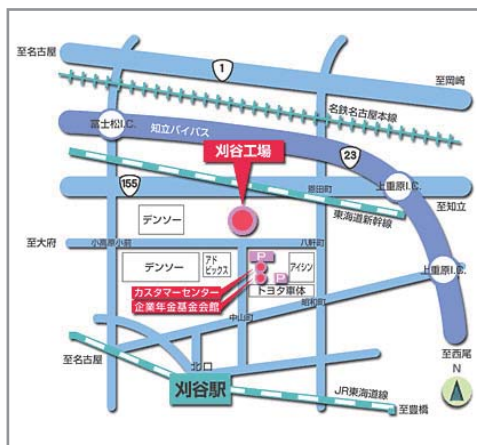 至名古屋
1
至岡崎
名鉄名古屋本線
富士松I.C.
知立バイパス
刈谷工場
23
155
恩田町
上重原I.C.
至知立
デンソー
東海道新幹線
至大府
小高原小前
八軒町
デンソー
アド
ビックス
P
アイシン
上重原I.C.
カスタマーセンター
P
トヨタ車体
企業年金基金会館
昭和町
中山町
至名古屋
北口
至西尾
N
刈谷駅
JR東海道線
至豊橋